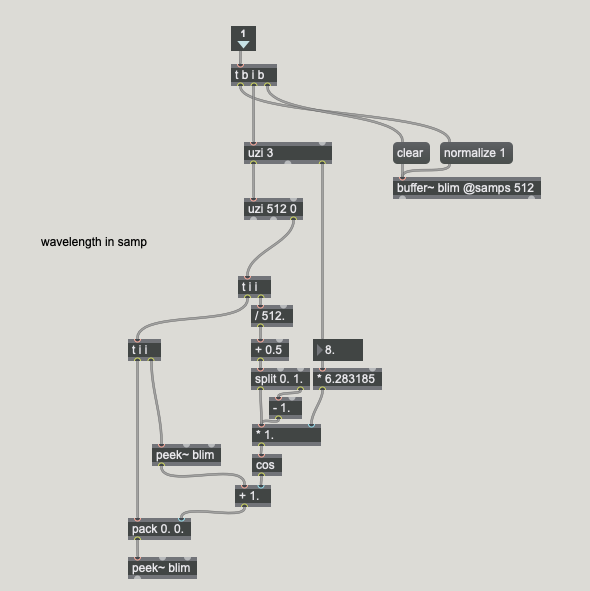 1
t b i b
uzi 3
clear
normalize 1
buffer~ blim @samps 512
uzi 512 0
wavelength in samp
t i i
/ 512.
t i i
+ 0.5
8.
split 0. 1.
* 6.283185
- 1.
* 1.
peek~ blim
cos
+ 1.
pack 0. 0.
peek~ blim